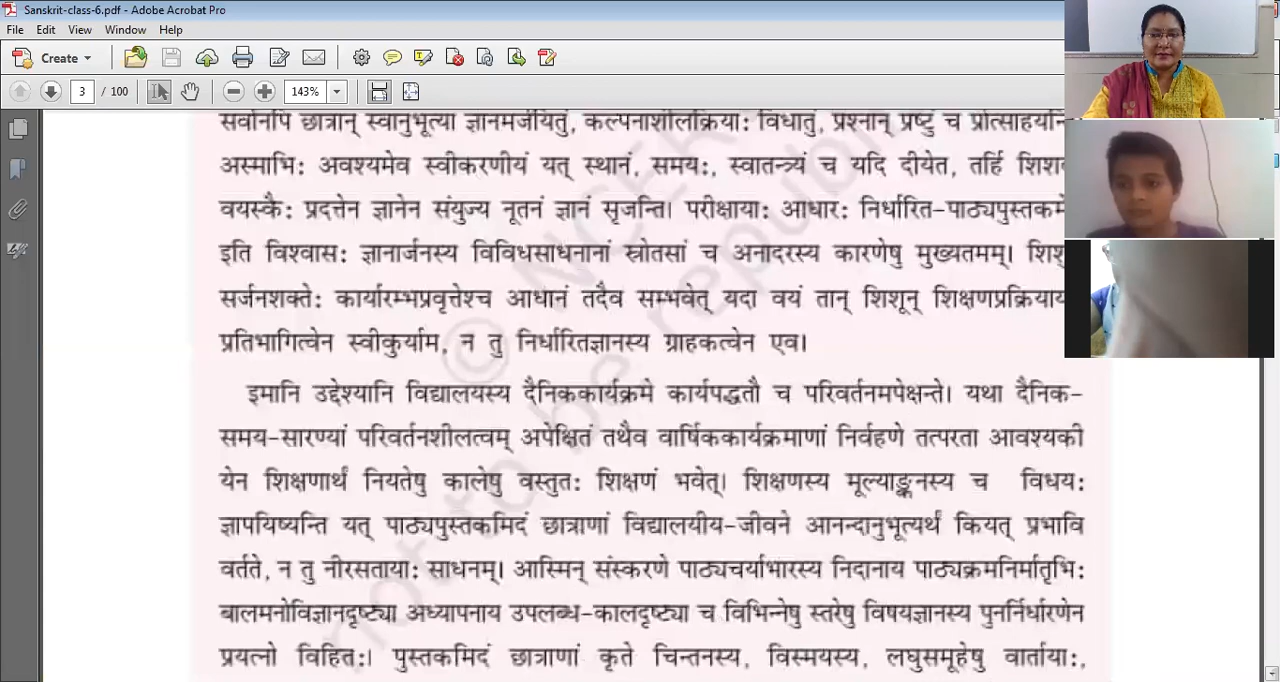 Sanskrit-class-6.pdf - Adobe Acrobat Pro
File Edit View Window Help
Create
3 / 100 143%
सर्वानपि छात्रान् स्वानुभूत्या ज्ञानमर्जयितुं, कल्पनाशीलक्रियाः विधातुं, प्रश्नान् प्रष्टुं च
अस्माभिः अवश्यमेव स्वीकरणीयं यत् स्थानं, समयः, स्वातन्त्र्यं च यदि दीयेत, तर्हि
वयस्कैः प्रदत्तेन ज्ञानेन संयुज्य नूतनं ज्ञानं सृजन्ति। परीक्षायाः आधारः
इति विश्वासः ज्ञानार्जनस्य विविधसाधनानां स्रोतसां च अनादरस्य कारणेषु मुख्यतमम्।
सर्जनशक्तेः कार्यारम्भप्रवृत्तेश्च आधानं तदैव सम्भवेत् यदा वयं तान् शिशून्
प्रतिभागित्वेन स्वीकुर्याम, न तु निर्धारितज्ञानस्य ग्राहकत्वेन एव।
इमानि उद्देश्यानि विद्यालयस्य दैनिककार्यक्रमे कार्यपद्धतौ च परिवर्तनमपेक्षन्ते। यथा दैनिक-
समय-सारण्यां परिवर्तनशीलत्वम् अपेक्षितं तथैव वार्षिककार्यक्रमाणां निर्वहणे तत्परता आवश्यकी
येन शिक्षणार्थं नियतेषु कालेषु वस्तुतः शिक्षणं भवेत्। शिक्षणस्य मूल्याङ्कनस्य च विधयः
ज्ञापयिष्यन्ति यत् पाठ्यपुस्तकमिदं छात्राणां विद्यालयीय-जीवने आनन्दानुभूत्यर्थं कियत् प्रभावि
वर्तते, न तु नीरसतायाः साधनम्। आस्मिन् संस्करणे पाठ्यचर्याभारस्य निदानाय पाठ्यक्रमनिर्मातृभिः
बालमनोविज्ञानदृष्ट्या अध्यापनाय उपलब्ध-कालदृष्ट्या च विभिन्नेषु स्तरेषु विषयज्ञानस्य पुनर्निर्धारणेन
प्रयत्नो विहितः। पुस्तकमिदं छात्राणां कृते चिन्तनस्य, विस्मयस्य, लघुसमूहेषु वार्तायाः,